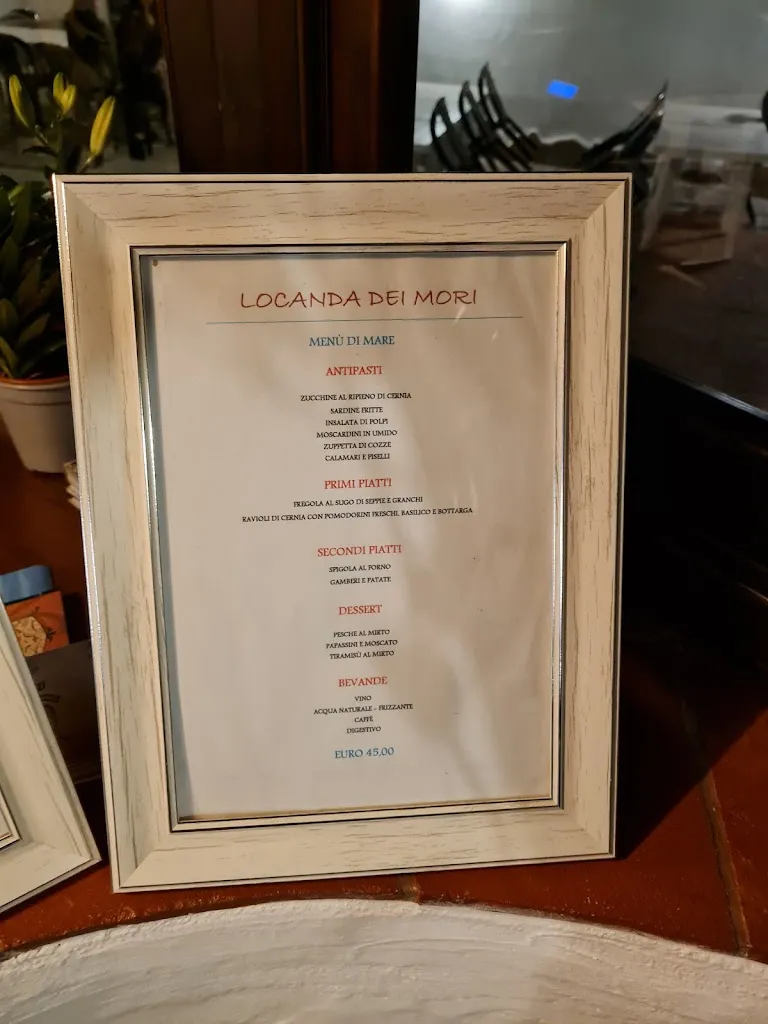 LOCANDA DEI MORI
MENÙ DI MARE
ANTIPASTI
ZUCCHINE AL RIPIENO DI CERNIA
SARDINE FRITTE
INSALATA DI POLPI
MOSCARDINI IN UMIDO
ZUPPETTA DI COZZE
CALAMARI E PISELLI
PRIMI PIATTI
FREGOLA AL SUGO DI SEPPIE E GRANCHI
RAVIOLI DI CERNIA CON POMODORINI FRESCHI, BASILICO E BOTTARGA
SECONDI PIATTI
SPIGOLA AL FORNO
GAMBERI E PATATE
DESSERT
PESCHE AL MIRTO
PAPASSINI E MOSCATO
TIRAMISÙ AL MIRTO
BEVANDE
VINO
ACQUA NATURALE - FRIZZANTE
CAFFÈ
DIGESTIVO
EURO 45,00